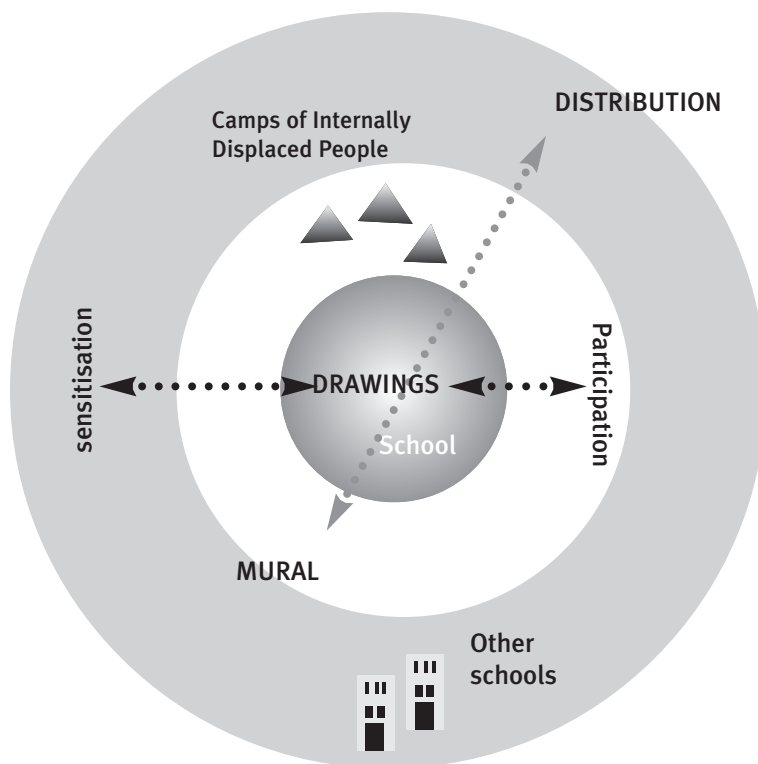 DISTRIBUTION
Camps of Internally
Displaced People
sensitisation
DRAWINGS
Participation
School
MURAL
Other
schools